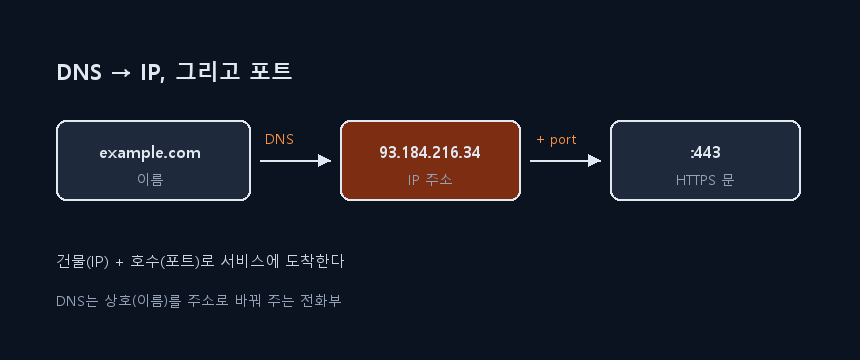 DNS → IP, 그리고 포트
example.com
이름
DNS
93.184.216.34
IP 주소
+ port
:443
HTTPS 문
건물(IP) + 호수(포트)로 서비스에 도착한다
DNS는 상호(이름)를 주소로 바꿔 주는 전화부